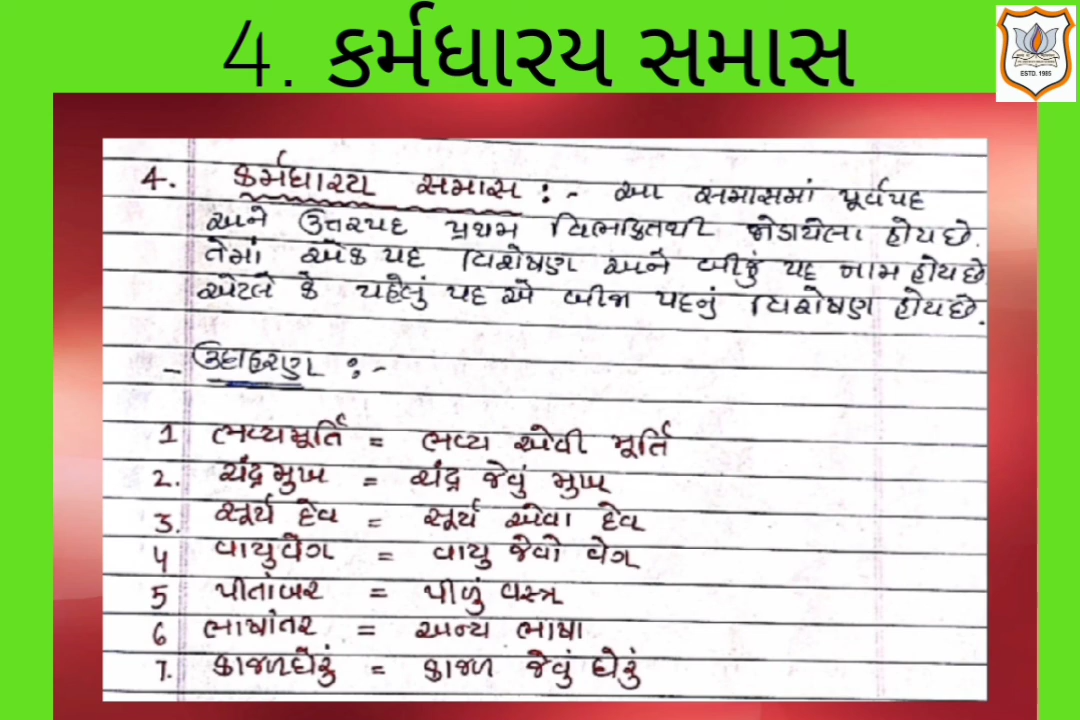 4. કર્મધારય સમાસ
ESTD. 1985
4. કર્મધારય સમાસ :- આ સમાસમાં પૂર્વપદ
અને ઉત્તરપદ પ્રથમ વિભક્તિથી જોડાયેલા હોય છે.
તેમાં એક પદ વિશેષણ અને બીજું પદ નામ હોય છે
એટલે કે પહેલું પદ એ બીજા પદનું વિશેષણ હોય છે.
- ઉદાહરણ :-
1 ભવ્યમૂર્તિ = ભવ્ય એવી મૂર્તિ
2. ચંદ્રમુખ = ચંદ્ર જેવું મુખ
3. સૂર્ય દેવ = સૂર્ય એવા દેવ
4 વાયુવેગ = વાયુ જેવો વેગ
5 પીતાંબર = પીળું વસ્ત્ર
6 ભાષાંતર = અન્ય ભાષા
7. કાજળઘેરું = કાજળ જેવું ઘેરું